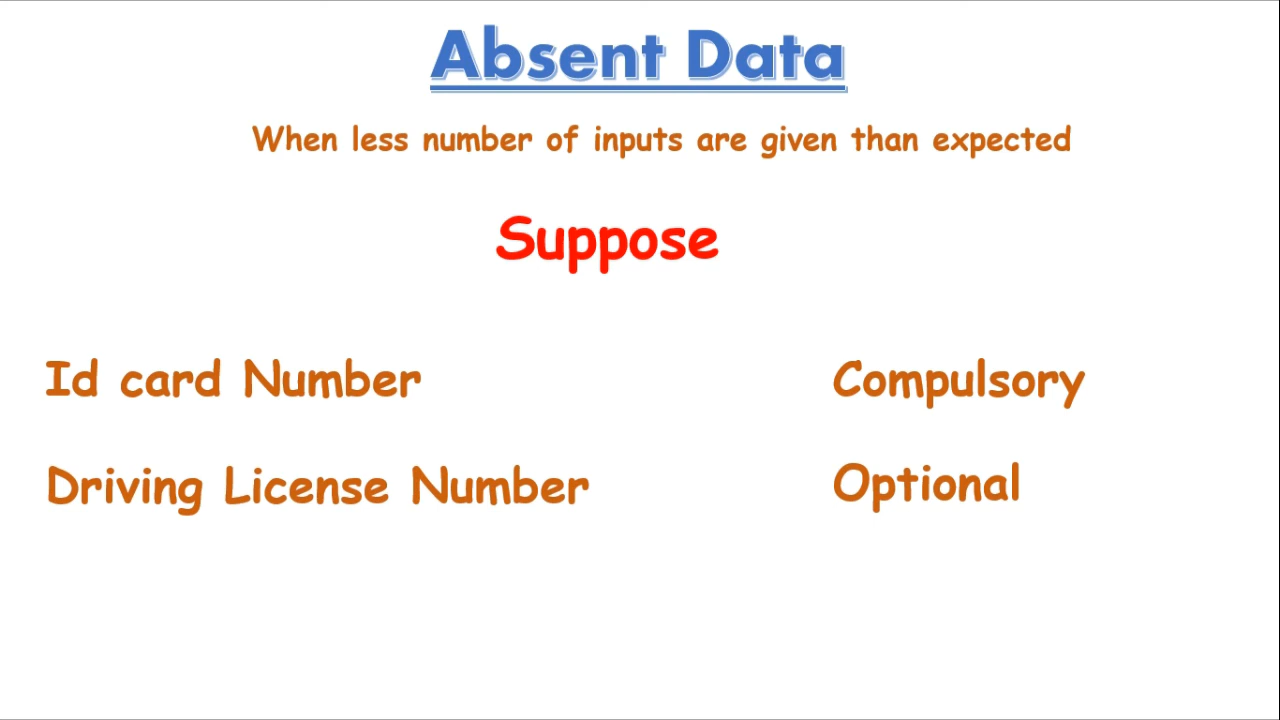 Absent Data
When less number of inputs are given than expected
Suppose
Id card Number Compulsory
Driving License Number Optional